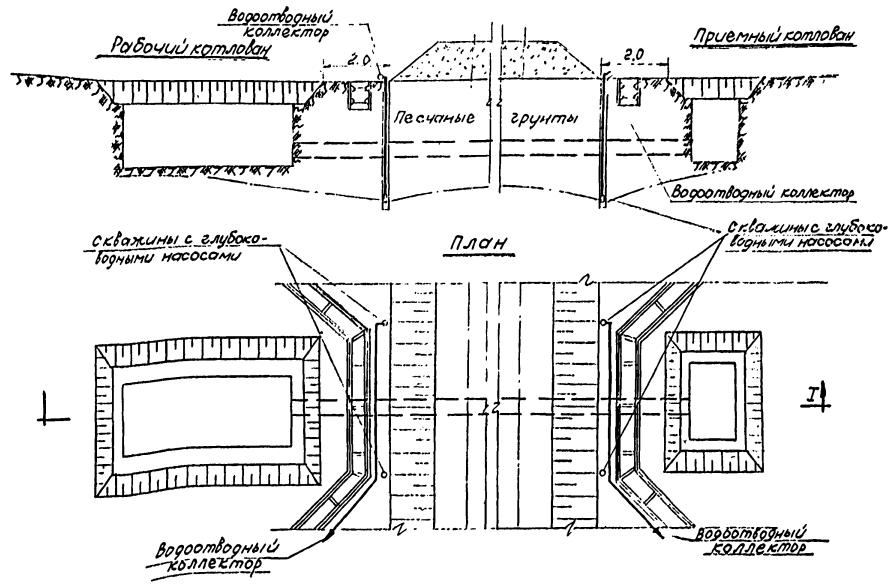 Водоотводный
коллектор
Рабочий котлован
Приемный котлован
2.0
2.0
Песчаные грунты
Водоотводный коллектор
Скважины с глубоко-
водными насосами
План
Скважины с глубоко-
водными насосами
I
Водоотводный
коллектор
Водоотводный
коллектор